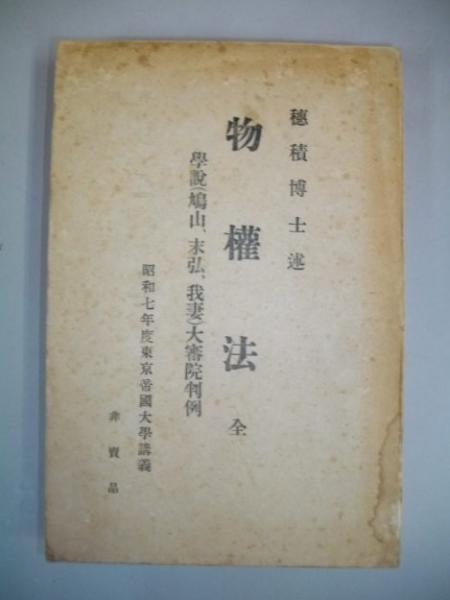 穗積博士述
物權法 全
學說(鳩山、末弘、我妻)大審院判例
昭和七年度東京帝國大學講義
非賣品